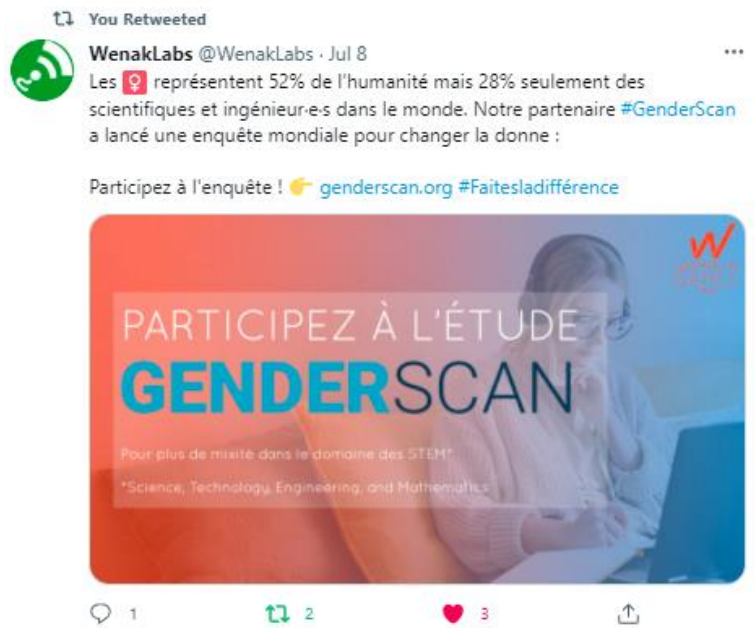 You Retweeted
WenakLabs @WenakLabs · Jul 8
Les ♀ représentent 52% de l'humanité mais 28% seulement des
scientifiques et ingénieur·e·s dans le monde. Notre partenaire #GenderScan
a lancé une enquête mondiale pour changer la donne :
Participez à l'enquête ! 👉 genderscan.org #Faitesladifférence
PARTICIPEZ À L'ÉTUDE
GENDERSCAN
Pour plus de mixité dans le domaine des STEM*
*Science, Technology, Engineering, and Mathematics
1 2 3